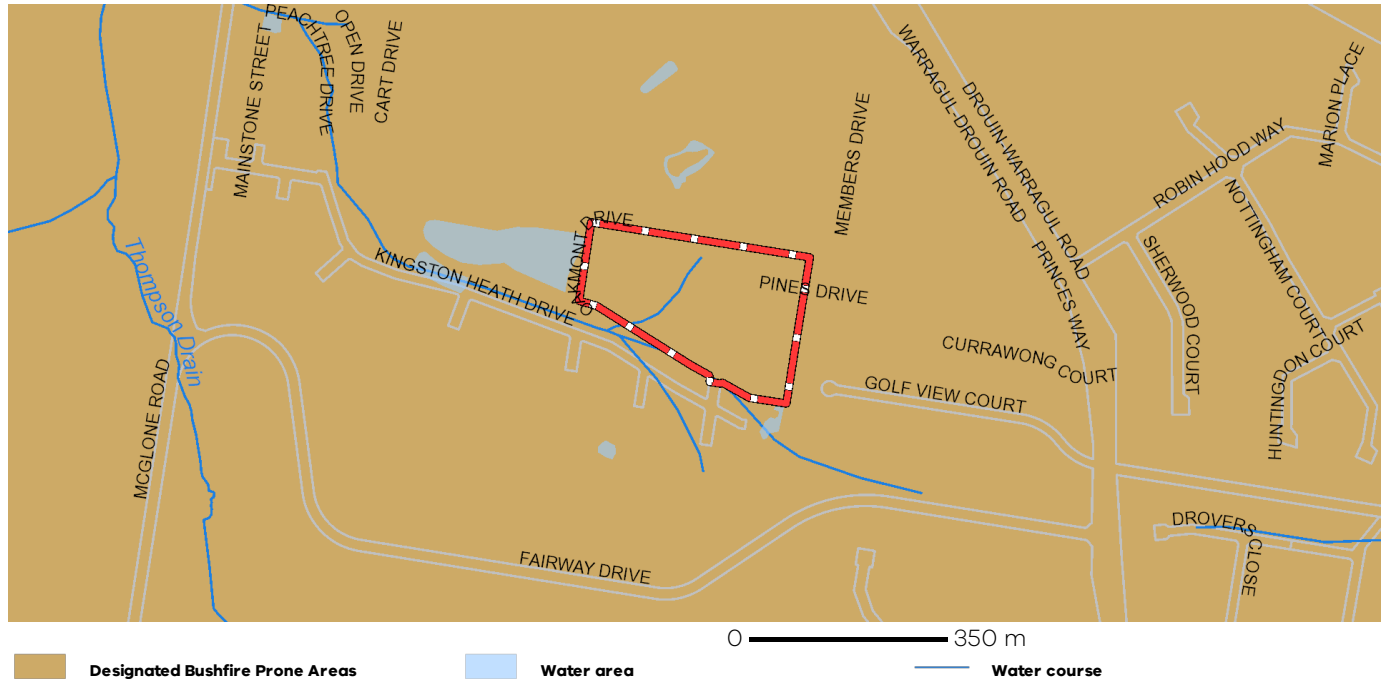 PEACHTREE DRIVE
OPEN DRIVE
CART DRIVE
MAINSTONE STREET
WARRAGUL-DROUIN ROAD
DROUIN-WARRAGUL ROAD
PRINCES WAY
MARION PLACE
ROBIN HOOD WAY
NOTTINGHAM COURT
SHERWOOD COURT
HUNTINGDON COURT
MEMBERS DRIVE
DRIVE
KINGSTON HEATH DRIVE
PINES DRIVE
Thompson Drain
CURRAWONG COURT
GOLF VIEW COURT
MCGLONE ROAD
FAIRWAY DRIVE
DROVERS CLOSE
0 350 m
Designated Bushfire Prone Areas
Water area
Water course